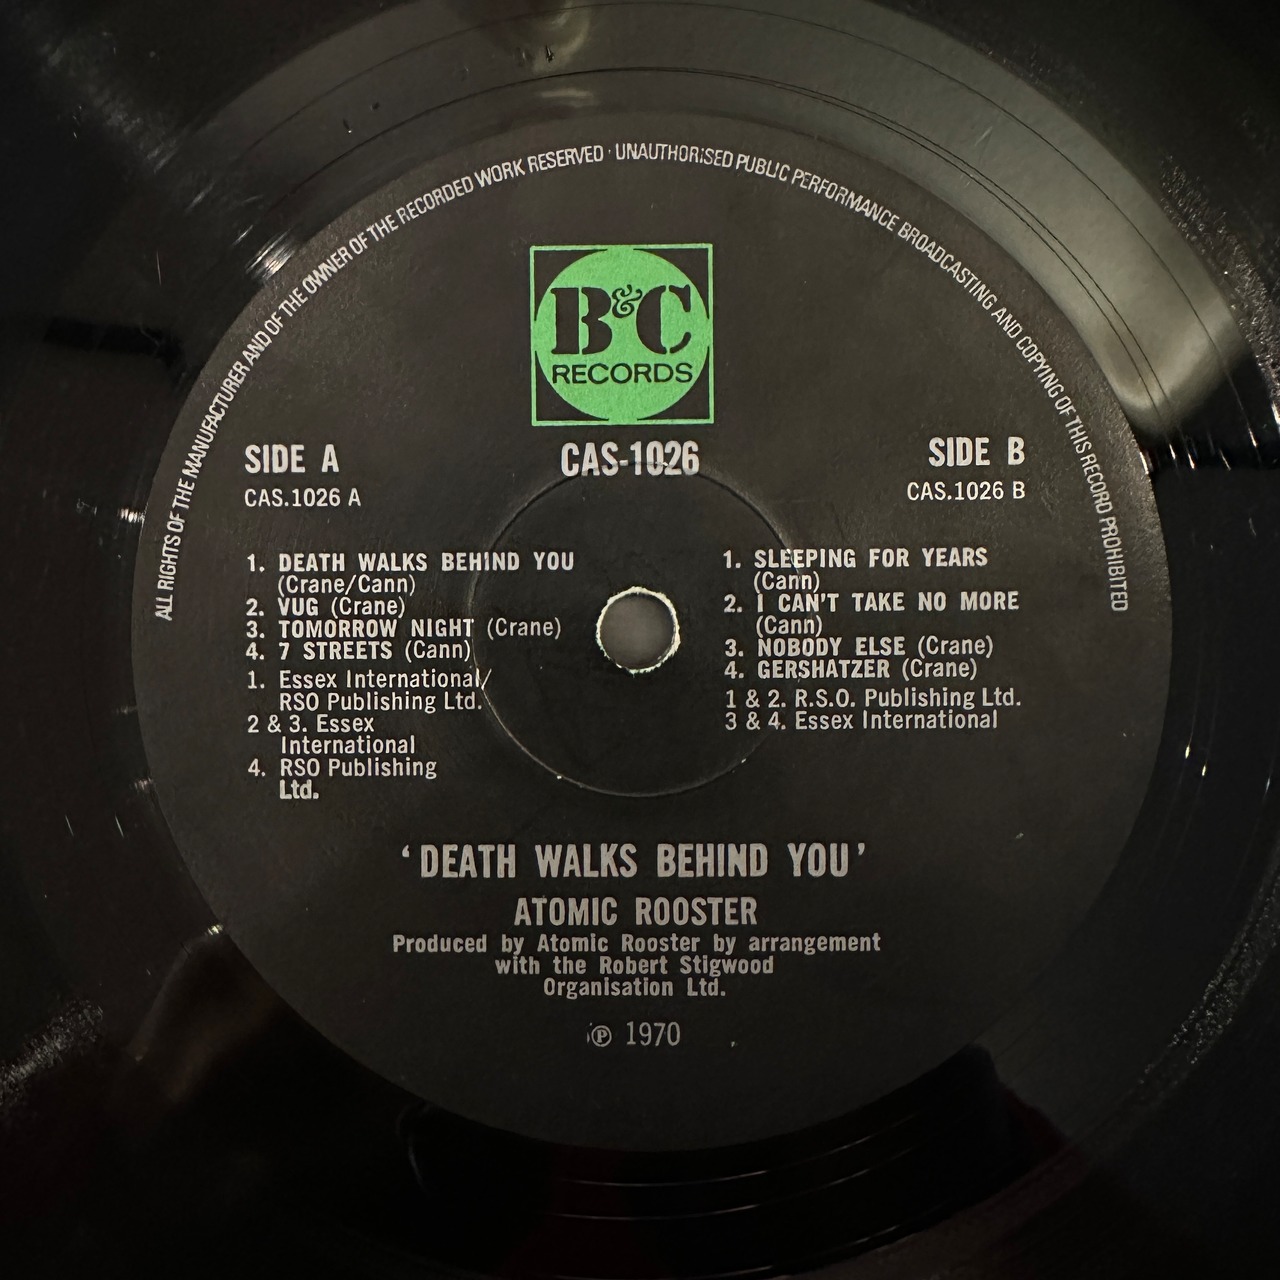 ALL RIGHTS OF THE MANUFACTURER AND OF THE OWNER OF THE RECORDED WORK RESERVED · UNAUTHORISED PUBLIC PERFORMANCE BROADCASTING AND COPYING OF THIS RECORD PROHIBITED
B&C
RECORDS
CAS-1026
SIDE A
CAS.1026 A
1. DEATH WALKS BEHIND YOU
(Crane/Cann)
2. VUG (Crane)
3. TOMORROW NIGHT (Crane)
4. 7 STREETS (Cann)
1. Essex International/
RSO Publishing Ltd.
2 & 3. Essex
International
4. RSO Publishing
Ltd.
SIDE B
CAS.1026 B
1. SLEEPING FOR YEARS
(Cann)
2. I CAN'T TAKE NO MORE
(Cann)
3. NOBODY ELSE (Crane)
4. GERSHATZER (Crane)
1 & 2. R.S.O. Publishing Ltd.
3 & 4. Essex International
‘DEATH WALKS BEHIND YOU’
ATOMIC ROOSTER
Produced by Atomic Rooster by arrangement
with the Robert Stigwood
Organisation Ltd.
℗ 1970